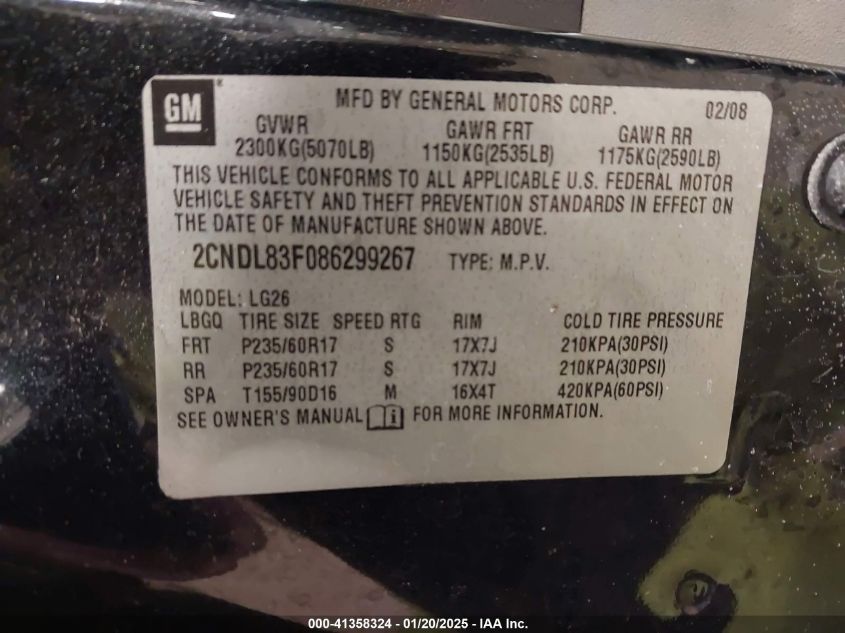 GM
MFD BY GENERAL MOTORS CORP. 02/08
GVWR GAWR FRT GAWR RR
2300KG(5070LB) 1150KG(2535LB) 1175KG(2590LB)
THIS VEHICLE CONFORMS TO ALL APPLICABLE U.S. FEDERAL MOTOR
VEHICLE SAFETY AND THEFT PREVENTION STANDARDS IN EFFECT ON
THE DATE OF MANUFACTURE SHOWN ABOVE.
2CNDL83F086299267 TYPE: M.P.V.
MODEL: LG26
LBGQ TIRE SIZE SPEED RTG RIM COLD TIRE PRESSURE
FRT P235/60R17 S 17X7J 210KPA(30PSI)
RR P235/60R17 S 17X7J 210KPA(30PSI)
SPA T155/90D16 M 16X4T 420KPA(60PSI)
SEE OWNER'S MANUAL FOR MORE INFORMATION.
000-41358324 — 01/20/2025 — IAA Inc.